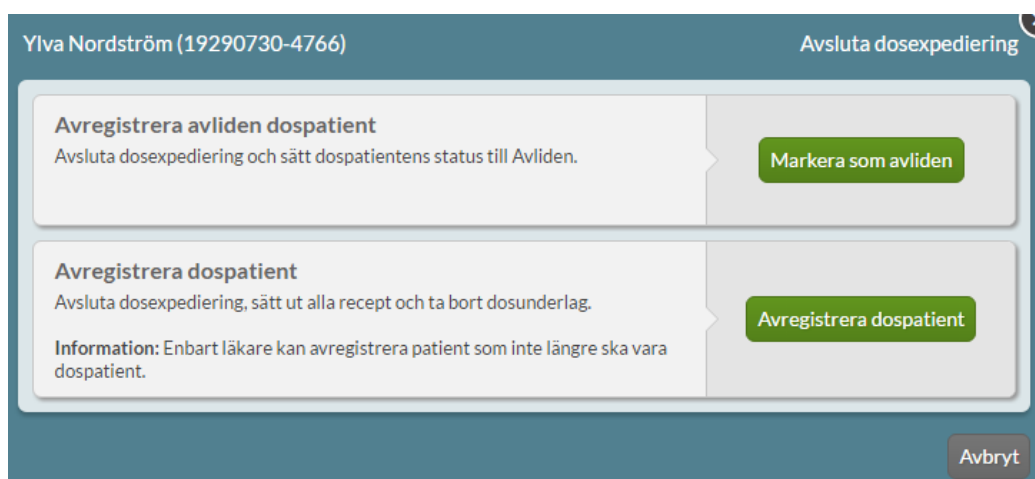 Ylva Nordström (19290730-4766) Avsluta dosexpediering
Avregistrera avliden dospatient
Avsluta dosexpediering och sätt dospatientens status till Avliden.
Markera som avliden
Avregistrera dospatient
Avsluta dosexpediering, sätt ut alla recept och ta bort dosunderlag.
Avregistrera dospatient
Information: Enbart läkare kan avregistrera patient som inte längre ska vara
dospatient.
Avbryt